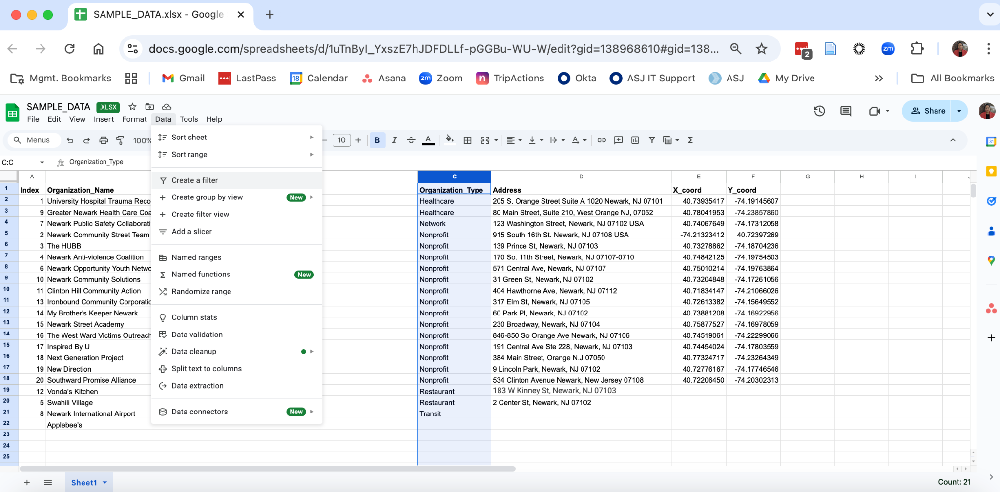 SAMPLE_DATA.xlsx - Google
docs.google.com/spreadsheets/d/1uTnByl_YxszE7hJDFDLLf-pGGBu-WU-W/edit?gid=138968610#gid=138...
2
zm
Mgmt. Bookmarks
Gmail
LastPass
18 Calendar
Asana
zm Zoom
n TripActions
Okta
ASJ IT Support
ASJ
My Drive
All Bookmarks
SAMPLE_DATA .XLSX
File Edit View Insert Format Data Tools Help
Share
Menus 100% 10 B I A Σ
31
C:C fx Organization_Type
Sort sheet
Sort range
Create a filter
Create group by view New
Create filter view
Add a slicer
Named ranges
Named functions New
Randomize range
Column stats
Data validation
Data cleanup
Split text to columns
Data extraction
Data connectors New
A C D E F G H I
1 Index Organization_Name Organization_Type Address X_coord Y_coord
2 1 University Hospital Trauma Reco Healthcare 205 S. Orange Street Suite A 1020 Newark, NJ 07101 40.73935417 -74.19145607
3 9 Greater Newark Health Care Coa Healthcare 80 Main Street, Suite 210, West Orange NJ, 07052 40.78041953 -74.23857860
4 7 Newark Public Safety Collaborati Network 123 Washington Street, Newark, NJ 07102 USA 40.74067649 -74.17312058
5 2 Newark Community Street Team Nonprofit 915 South 16th St. Newark, NJ 07108 USA -74.21323412 40.72397269
6 3 The HUBB Nonprofit 139 Prince St, Newark, NJ 07103 40.73278862 -74.18704236
7 4 Newark Anti-violence Coalition Nonprofit 170 So. 11th Street, Newark, NJ 07107-0710 40.74842125 -74.19754503
8 6 Newark Opportunity Youth Netwo Nonprofit 571 Central Ave, Newark, NJ 07107 40.75010214 -74.19763864
9 10 Newark Community Solutions Nonprofit 31 Green St, Newark, NJ 07102 40.73204848 -74.17261056
10 11 Clinton Hill Community Action Nonprofit 404 Hawthorne Ave, Newark, NJ 07112 40.71834147 -74.21066026
11 13 Ironbound Community Corporatic Nonprofit 317 Elm St, Newark, NJ 07105 40.72613382 -74.15649552
12 14 My Brother's Keeper Newark Nonprofit 60 Park Pl, Newark, NJ 07102 40.73881208 -74.16922956
13 15 Newark Street Academy Nonprofit 230 Broadway, Newark, NJ 07104 40.75877527 -74.16978059
14 16 The West Ward Victims Outreach Nonprofit 846-850 So Orange Ave Newark, NJ 07106 40.74519061 -74.22299066
15 17 Inspired By U Nonprofit 191 Central Ave Ste 228, Newark, NJ 07103 40.74454024 -74.17803559
16 18 Next Generation Project Nonprofit 384 Main Street, Orange N.J 07050 40.77324717 -74.23264349
17 19 New Direction Nonprofit 9 Lincoln Park, Newark, NJ 07102 40.72776167 -74.17746546
18 20 Southward Promise Alliance Nonprofit 534 Clinton Avenue Newark, New Jersey 07108 40.72206450 -74.20302313
19 12 Vonda's Kitchen Restaurant 183 W Kinney St, Newark, NJ 07103
20 5 Swahili Village Restaurant 2 Center St, Newark, NJ 07102
21 8 Newark International Airport Transit
22 Applebee's
23
24
25
Sheet1
Count: 21